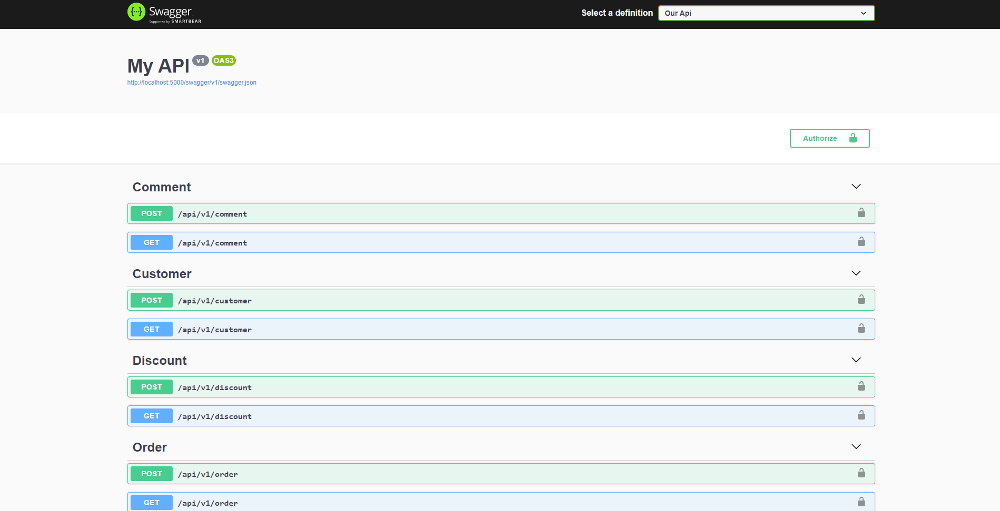 Swagger
Supported by SMARTBEAR
Select a definition
Our Api
My API v1 OAS3
http://localhost:5000/swagger/v1/swagger.json
Authorize
Comment
POST /api/v1/comment
GET /api/v1/comment
Customer
POST /api/v1/customer
GET /api/v1/customer
Discount
POST /api/v1/discount
GET /api/v1/discount
Order
POST /api/v1/order
GET /api/v1/order